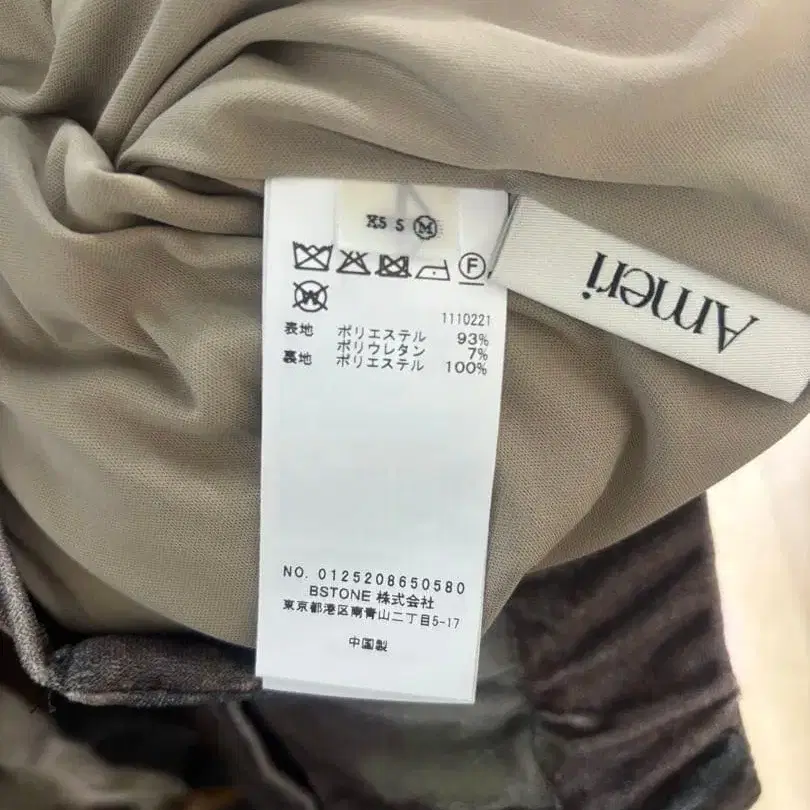 XS S M
F
W
1110221
表地 ポリエステル 93%
ポリウレタン 7%
裏地 ポリエステル 100%
NO. 0125208650580
BSTONE 株式会社
東京都港区南青山二丁目5-17
中国製
Ameri